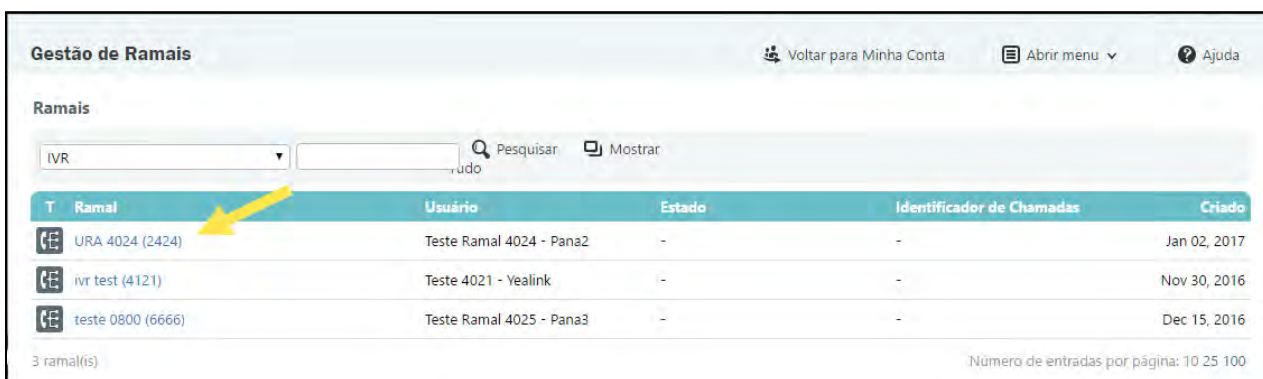 Gestão de Ramais Voltar para Minha Conta Abrir menu Ajuda
Ramais
IVR Pesquisar Mostrar
Tudo
T Ramal Usuário Estado Identificador de Chamadas Criado
URA 4024 (2424) Teste Ramal 4024 - Pana2 - - Jan 02, 2017
ivr test (4121) Teste 4021 - Yealink - - Nov 30, 2016
teste 0800 (6666) Teste Ramal 4025 - Pana3 - - Dec 15, 2016
3 ramal(is) Número de entradas por página: 10 25 100